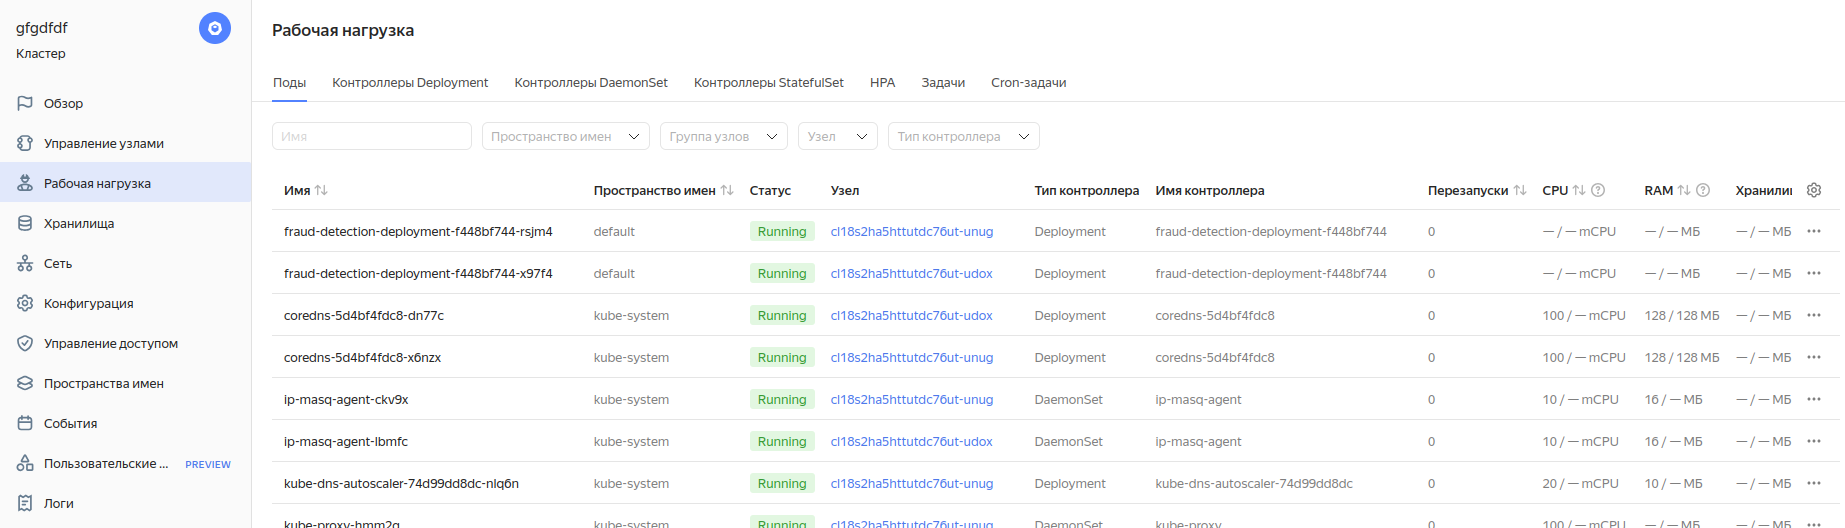 gfgdfdf
Кластер
Обзор
Управление узлами
Рабочая нагрузка
Хранилища
Сеть
Конфигурация
Управление доступом
Пространства имен
События
Пользовательские ... PREVIEW
Логи
Рабочая нагрузка
Поды Контроллеры Deployment Контроллеры DaemonSet Контроллеры StatefulSet HPA Задачи Cron-задачи
Имя Пространство имен Группа узлов Узел Тип контроллера
Имя Пространство имен Статус Узел Тип контроллера Имя контроллера Перезапуски CPU RAM Хранилищ
fraud-detection-deployment-f448bf744-rsjm4 default Running cl18s2ha5httutdc76ut-unug Deployment fraud-detection-deployment-f448bf744 0 — / — mCPU — / — МБ — / — МБ
fraud-detection-deployment-f448bf744-x97f4 default Running cl18s2ha5httutdc76ut-udox Deployment fraud-detection-deployment-f448bf744 0 — / — mCPU — / — МБ — / — МБ
coredns-5d4bf4fdc8-dn77c kube-system Running cl18s2ha5httutdc76ut-udox Deployment coredns-5d4bf4fdc8 0 100 / — mCPU 128 / 128 МБ — / — МБ
coredns-5d4bf4fdc8-x6nzx kube-system Running cl18s2ha5httutdc76ut-unug Deployment coredns-5d4bf4fdc8 0 100 / — mCPU 128 / 128 МБ — / — МБ
ip-masq-agent-ckv9x kube-system Running cl18s2ha5httutdc76ut-unug DaemonSet ip-masq-agent 0 10 / — mCPU 16 / — МБ — / — МБ
ip-masq-agent-lbmfc kube-system Running cl18s2ha5httutdc76ut-udox DaemonSet ip-masq-agent 0 10 / — mCPU 16 / — МБ — / — МБ
kube-dns-autoscaler-74d99dd8dc-nlq6n kube-system Running cl18s2ha5httutdc76ut-unug Deployment kube-dns-autoscaler-74d99dd8dc 0 20 / — mCPU 10 / — МБ — / — МБ
kube-proxy-hmm2q kube-system Running cl18s2ha5httutdc76ut-unug DaemonSet kube-proxy 0 100 / — mCPU — / — МБ — / — МБ